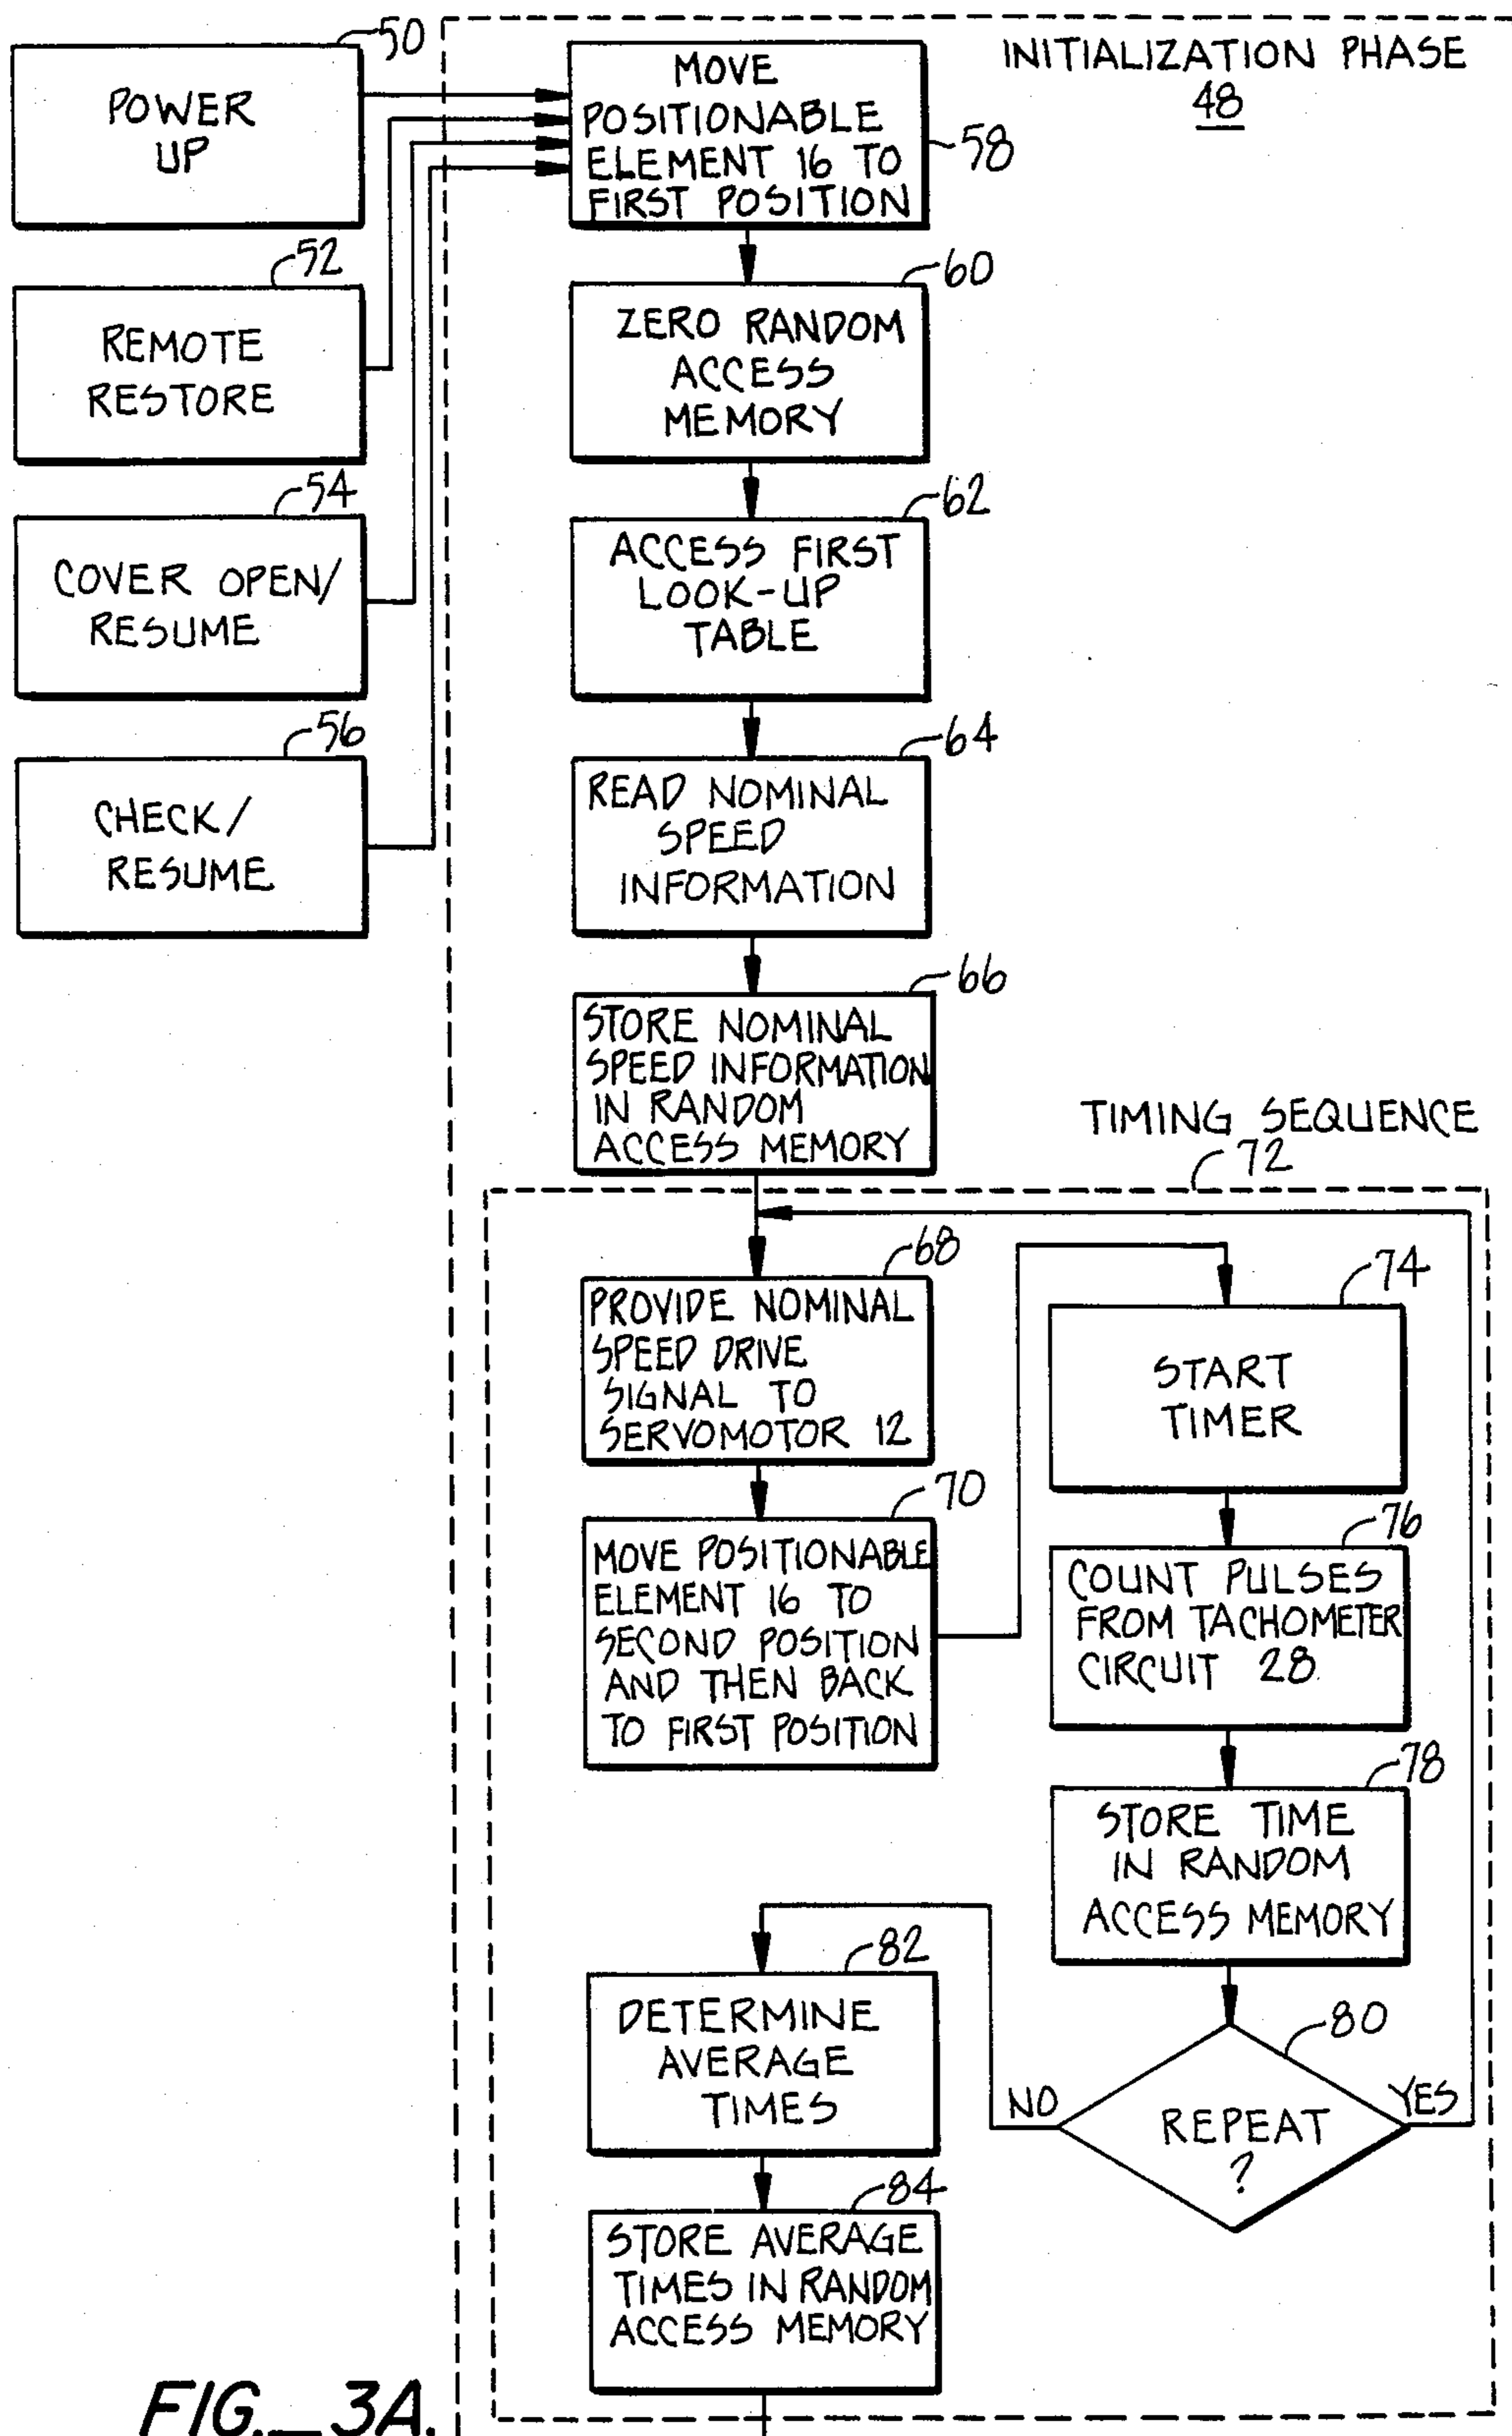 50
POWER
UP
52
REMOTE
RESTORE
54
COVER OPEN/
RESUME
56
CHECK/
RESUME
INITIALIZATION PHASE
48
MOVE
POSITIONABLE
ELEMENT 16 TO
FIRST POSITION
58
60
ZERO RANDOM
ACCESS
MEMORY
62
ACCESS FIRST
LOOK-UP
TABLE
64
READ NOMINAL
SPEED
INFORMATION
66
STORE NOMINAL
SPEED INFORMATION
IN RANDOM
ACCESS MEMORY
TIMING SEQUENCE
72
68
PROVIDE NOMINAL
SPEED DRIVE
SIGNAL TO
SERVOMOTOR 12
70
MOVE POSITIONABLE
ELEMENT 16 TO
SECOND POSITION
AND THEN BACK
TO FIRST POSITION
74
START
TIMER
76
COUNT PULSES
FROM TACHOMETER
CIRCUIT 28
78
STORE TIME
IN RANDOM
ACCESS MEMORY
80
REPEAT
?
YES
NO
82
DETERMINE
AVERAGE
TIMES
84
STORE AVERAGE
TIMES IN RANDOM
ACCESS MEMORY
FIG._3A.